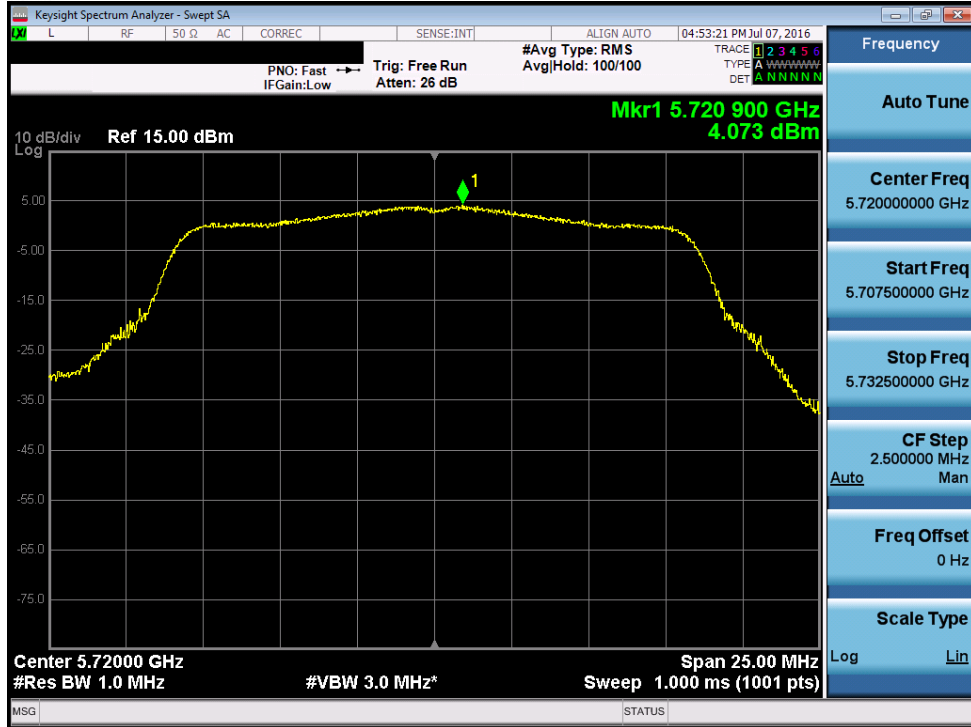 Keysight Spectrum Analyzer - Swept SA
LXI L RF 50 Ω AC CORREC SENSE:INT ALIGN AUTO 04:53:21 PM Jul 07, 2016
PNO: Fast Trig: Free Run #Avg Type: RMS TRACE 1 2 3 4 5 6
IFGain:Low Atten: 26 dB Avg|Hold: 100/100 TYPE A WWWWW
DET A N N N N N
Mkr1 5.720 900 GHz
4.073 dBm
10 dB/div Ref 15.00 dBm
Log
1
5.00
-5.00
-15.0
-25.0
-35.0
-45.0
-55.0
-65.0
-75.0
Center 5.72000 GHz Span 25.00 MHz
#Res BW 1.0 MHz #VBW 3.0 MHz* Sweep 1.000 ms (1001 pts)
MSG STATUS
Frequency
Auto Tune
Center Freq
5.720000000 GHz
Start Freq
5.707500000 GHz
Stop Freq
5.732500000 GHz
CF Step
2.500000 MHz
Auto Man
Freq Offset
0 Hz
Scale Type
Log Lin